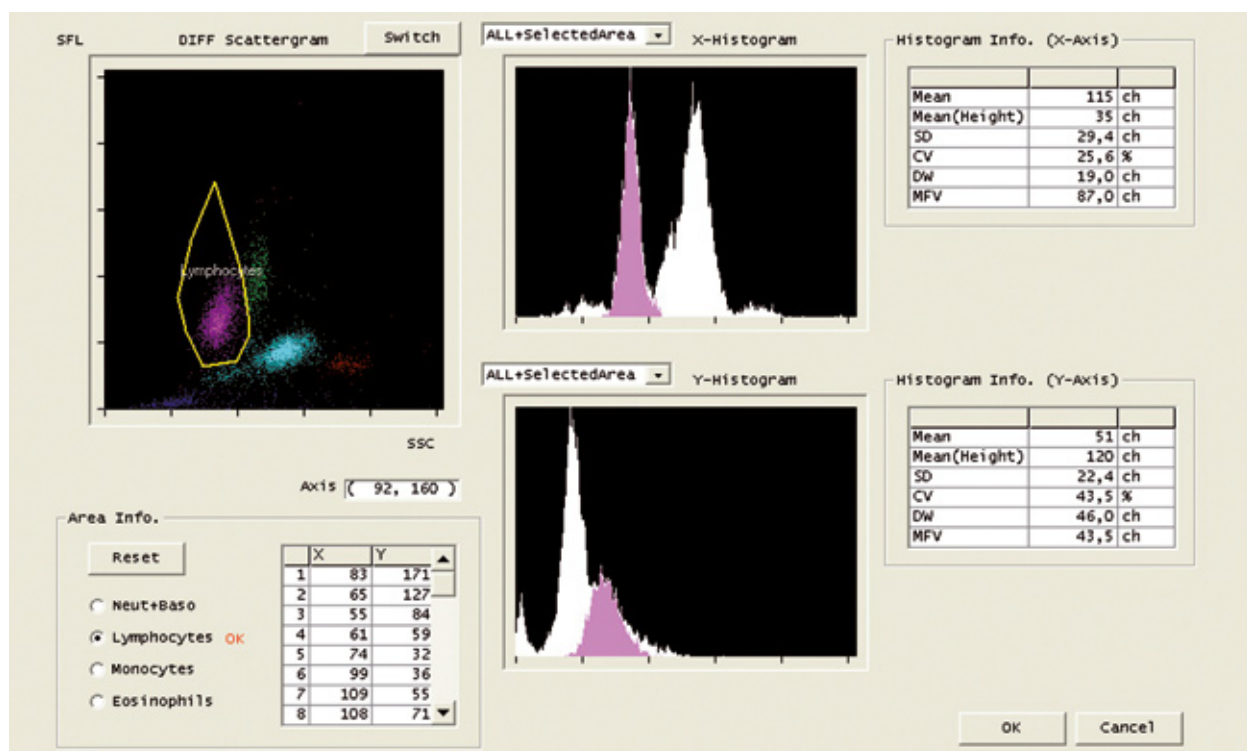 SFL DIFF Scattergram Switch
Lymphocytes
SSC
Axis ( 92, 160 )
Area Info.
Reset
Neut+Baso
Lymphocytes OK
Monocytes
Eosinophils
X Y
1 83 171
2 65 127
3 55 84
4 61 59
5 74 32
6 99 36
7 109 55
8 108 71
ALL+SelectedArea X-Histogram
Histogram Info. (X-Axis)
Mean 115 ch
Mean(Height) 35 ch
SD 29,4 ch
CV 25,6 %
DW 19,0 ch
MFV 87,0 ch
ALL+SelectedArea Y-Histogram
Histogram Info. (Y-Axis)
Mean 51 ch
Mean(Height) 120 ch
SD 22,4 ch
CV 43,5 %
DW 46,0 ch
MFV 43,5 ch
OK Cancel